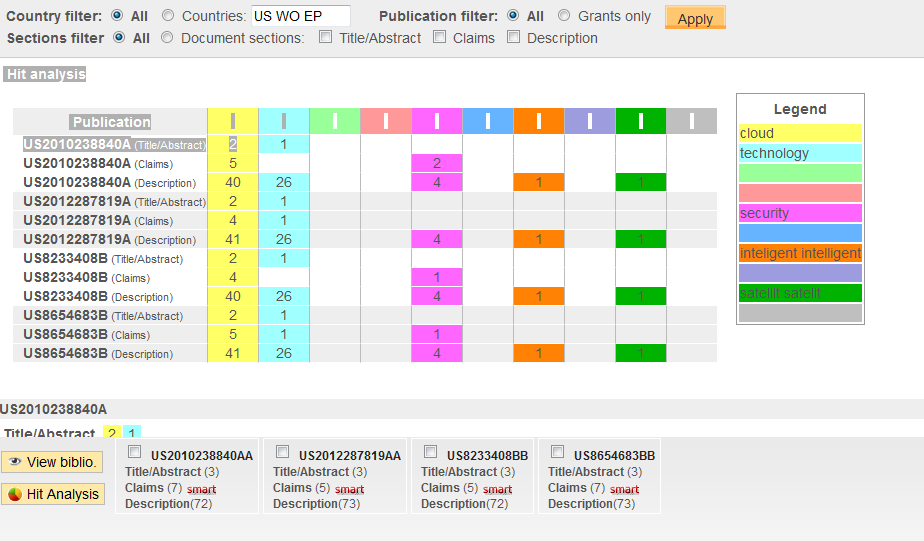 Country filter: All Countries: US WO EP Publication filter: All Grants only Apply
Sections filter All Document sections: Title/Abstract Claims Description
Hit analysis
Publication
US2010238840A (Title/Abstract) 2 1
US2010238840A (Claims) 5 2
US2010238840A (Description) 40 26 4 1 1
US2012287819A (Title/Abstract) 2 1
US2012287819A (Claims) 4 1
US2012287819A (Description) 41 26 4 1 1
US8233408B (Title/Abstract) 2 1
US8233408B (Claims) 4 1
US8233408B (Description) 40 26 4 1 1
US8654683B (Title/Abstract) 2 1
US8654683B (Claims) 5 1 1
US8654683B (Description) 41 26 4 1 1
Legend
cloud
technology
security
inteligent intelligent
satellit satelit
US2010238840A
Title/Abstract 2 1
View biblio.
Hit Analysis
US2010238840AA
Title/Abstract (3)
Claims (7) smart
Description(72)
US2012287819AA
Title/Abstract (3)
Claims (5) smart
Description(73)
US8233408BB
Title/Abstract (3)
Claims (5) smart
Description(72)
US8654683BB
Title/Abstract (3)
Claims (7) smart
Description(73)